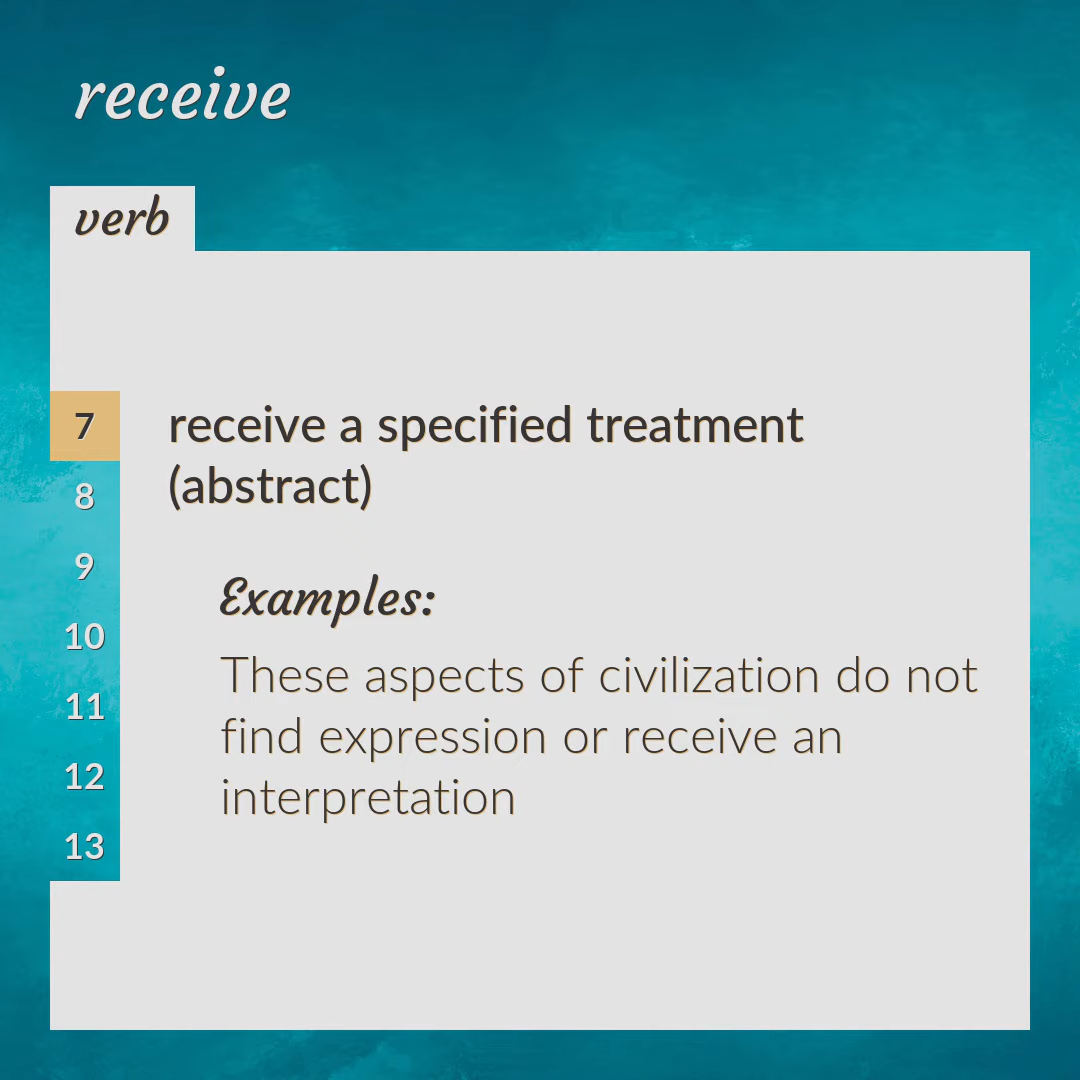 receive
verb
7
8
9
10
11
12
13
receive a specified treatment
(abstract)
Examples:
These aspects of civilization do not
find expression or receive an
interpretation